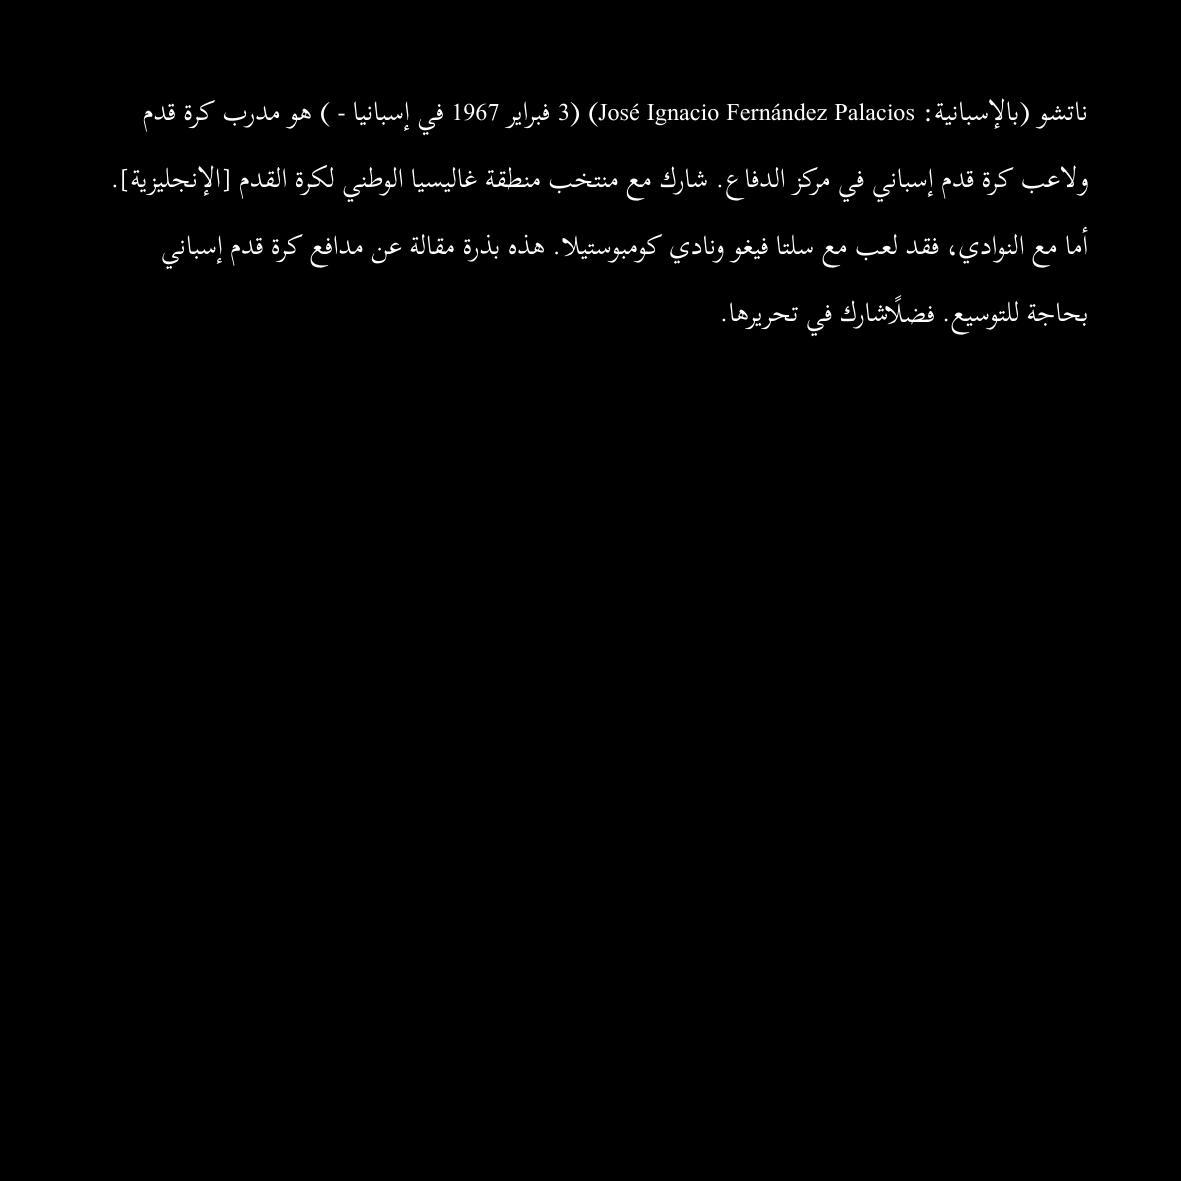 ناتشو (بالإسبانية: José Ignacio Fernández Palacios) (3 فبراير 1967 في إسبانيا - ) هو مدرب كرة قدم
ولاعب كرة قدم إسباني في مركز الدفاع. شارك مع منتخب منطقة غاليسيا الوطني لكرة القدم [الإنجليزية].
أما مع النوادي، فقد لعب مع سلتا فيغو ونادي كومبوستيلا. هذه بذرة مقالة عن مدافع كرة قدم إسباني
بحاجة للتوسيع. فضلًاشارك في تحريرها.